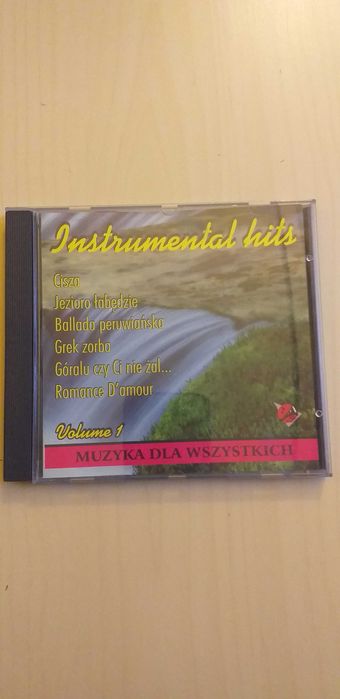 Instrumental hits
Cisza
Jezioro łabędzie
Ballada peruwiańska
Grek zorba
Góralu czy Ci nie żal...
Romance D'amour
Volume 1
MUZYKA DLA WSZYSTKICH